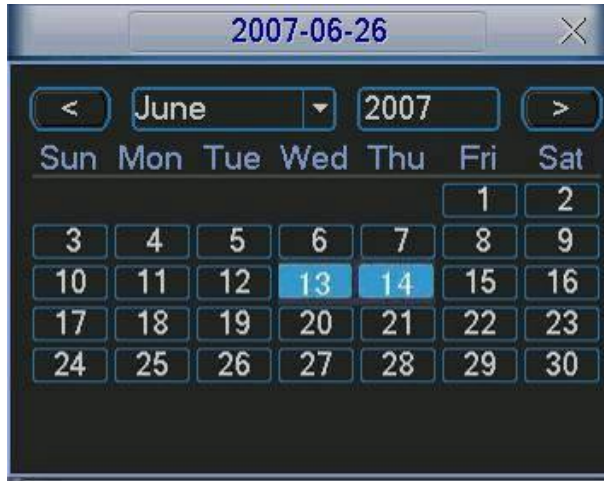 2007-06-26
< June 2007 >
Sun Mon Tue Wed Thu Fri Sat
1 2
3 4 5 6 7 8 9
10 11 12 13 14 15 16
17 18 19 20 21 22 23
24 25 26 27 28 29 30